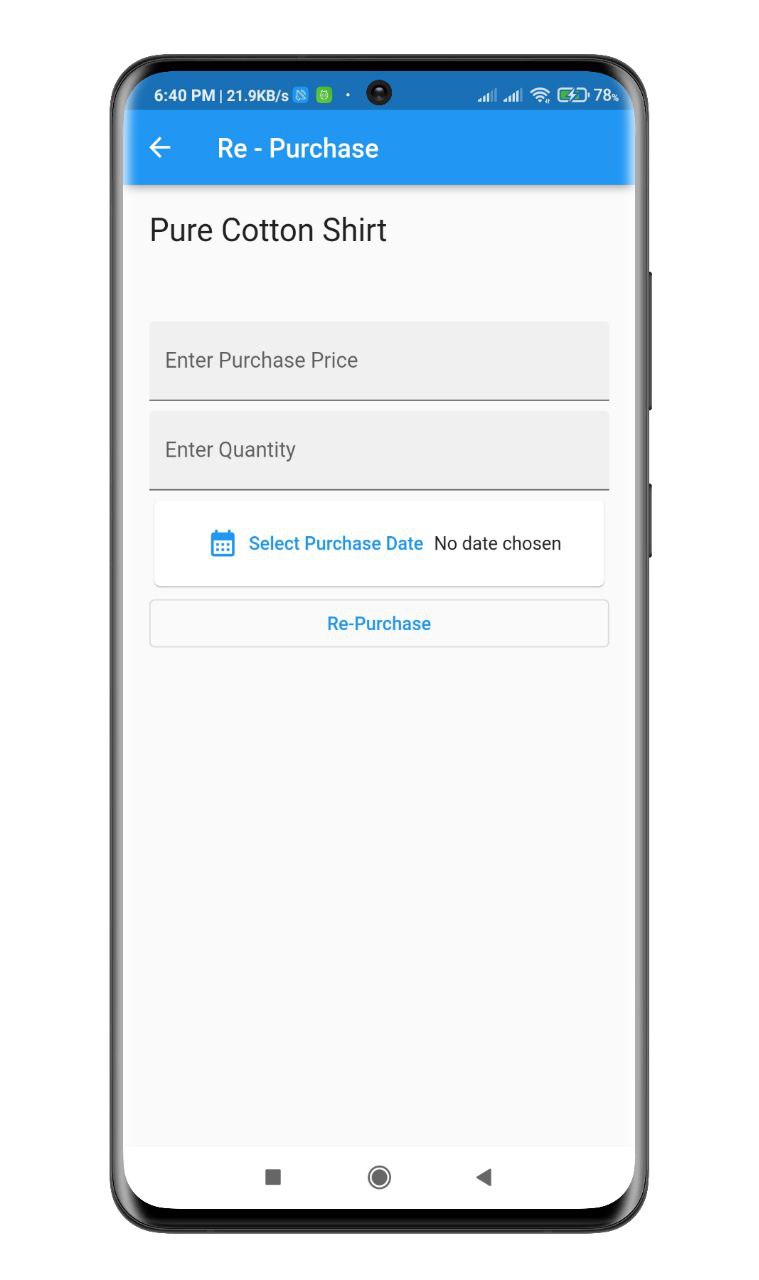 6:40 PM | 21.9KB/s 78%
Re - Purchase
Pure Cotton Shirt
Enter Purchase Price
Enter Quantity
Select Purchase Date No date chosen
Re-Purchase